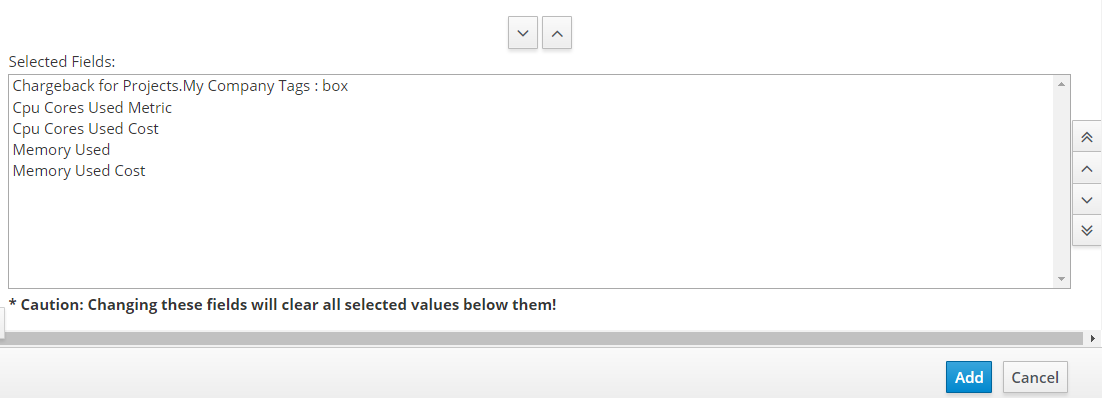 Selected Fields:
Chargeback for Projects.My Company Tags : box
Cpu Cores Used Metric
Cpu Cores Used Cost
Memory Used
Memory Used Cost
* Caution: Changing these fields will clear all selected values below them!
Add Cancel